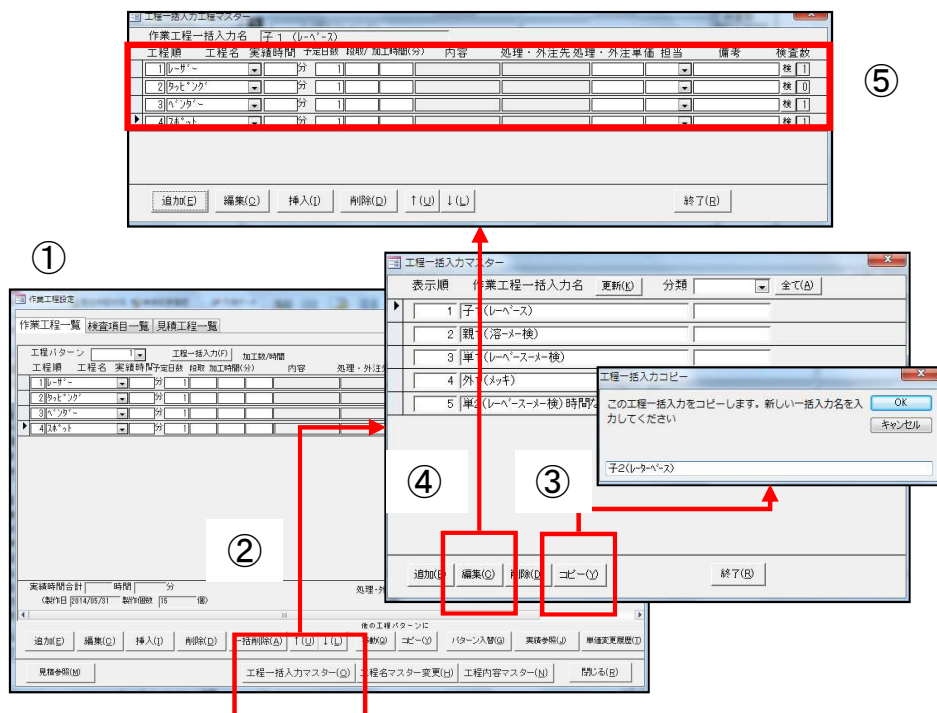 工程一括入力工程マスター
作業工程一括入力名 子1 (レーベース)
工程順 工程名 実績時間 予定日数 段取/加工時間(分) 内容 処理・外注先 処理・外注単価 担当 備考 検査数
1 レーザー 分 1 検 1
2 タッピング 分 1 検 0
3 ベンダー 分 1 検 1
4 スポット 分 1 検 1
追加(E) 編集(C) 挿入(I) 削除(D) ↑(U) ↓(L) 終了(R)
⑤
①
作業工程設定
作業工程一覧 検査項目一覧 見積工程一覧
工程パターン 1 工程一括入力(F) 加工数/時間
工程順 工程名 実績時間 予定日数 段取 加工時間(分) 内容 処理・外注
1 レーザー 分 1
2 タッピング 分 1
3 ベンダー 分 1
4 スポット 分 1
②
実績時間合計 時間 分
(製作日 2014/05/31 製作個数 15 個)
処理・外
他の工程パターンに
追加(E) 編集(C) 挿入(I) 削除(D) 一括削除(A) ↑(U) ↓(L) 移動(G) コピー(Y) パターン入替(G) 実績参照(J) 単価変更履歴(T)
見積参照(M) 工程一括入力マスター(O) 工程名マスター変更(H) 工程内容マスター(N) 閉じる(R)
工程一括入力マスター
表示順 作業工程一括入力名 更新(K) 分類 全て(A)
1 子1(レーベース)
2 親1(溶ーメー検)
3 単1(レーベースーメー検)
4 外1(メッキ)
5 単2(レーベースーメー検)時間な
④
③
追加(E) 編集(C) 削除(D) コピー(Y) 終了(R)
工程一括入力コピー
この工程一括入力をコピーします。新しい一括入力名を入
力してください
OK
キャンセル
子2(レーターベース)